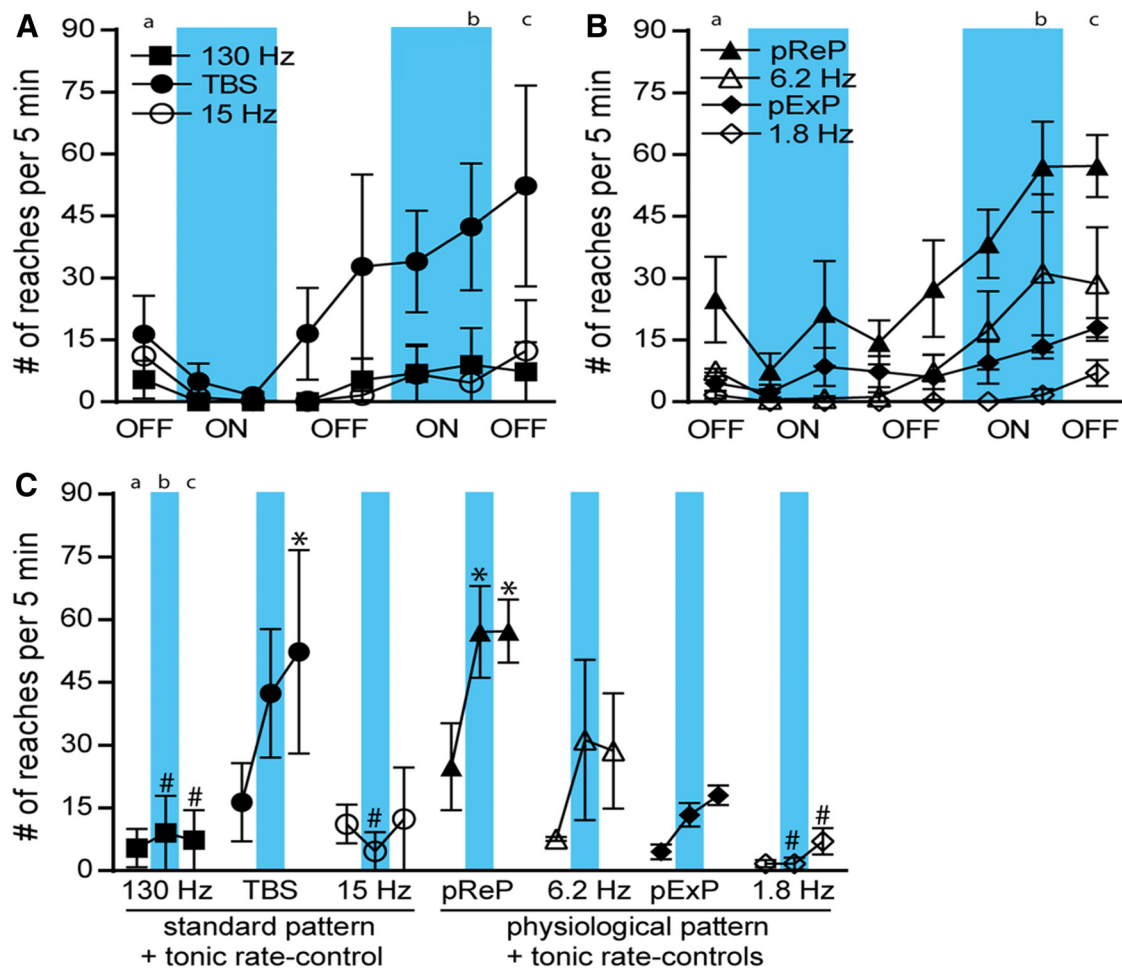 A
B
a
b
c
a
b
c
90
75
60
45
30
15
0
# of reaches per 5 min
130 Hz
TBS
15 Hz
OFF ON OFF ON OFF
90
75
60
45
30
15
0
# of reaches per 5 min
pReP
6.2 Hz
pExP
1.8 Hz
OFF ON OFF ON OFF
C
a b c
90
75
60
45
30
15
0
# of reaches per 5 min
# #
*
#
* *
# #
130 Hz TBS 15 Hz pReP 6.2 Hz pExP 1.8 Hz
standard pattern
+ tonic rate-control
physiological pattern
+ tonic rate-controls